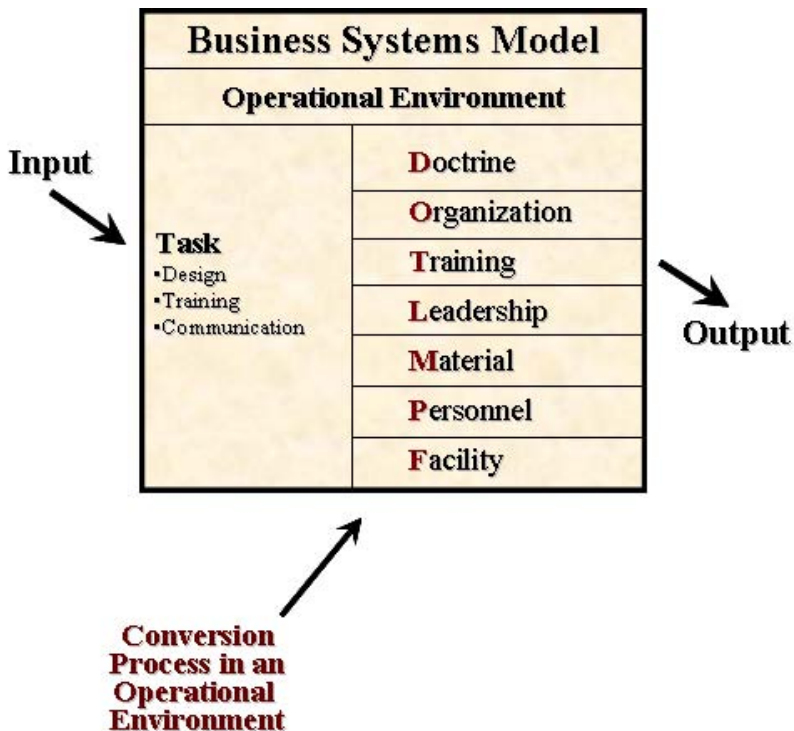 Business Systems Model
Operational Environment
Input
Task
▪Design
▪Training
▪Communication
Doctrine
Organization
Training
Leadership
Material
Personnel
Facility
Output
Conversion
Process in an
Operational
Environment